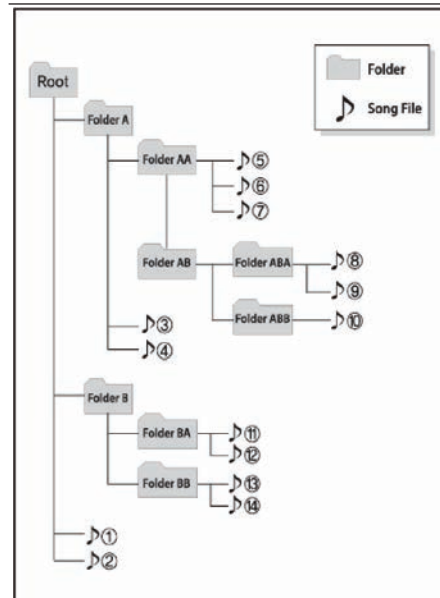 Root
Folder
Song File
Folder A
Folder AA
⑤
⑥
⑦
Folder AB
Folder ABA
⑧
⑨
Folder ABB
⑩
③
④
Folder B
Folder BA
⑪
⑫
Folder BB
⑬
⑭
①
②